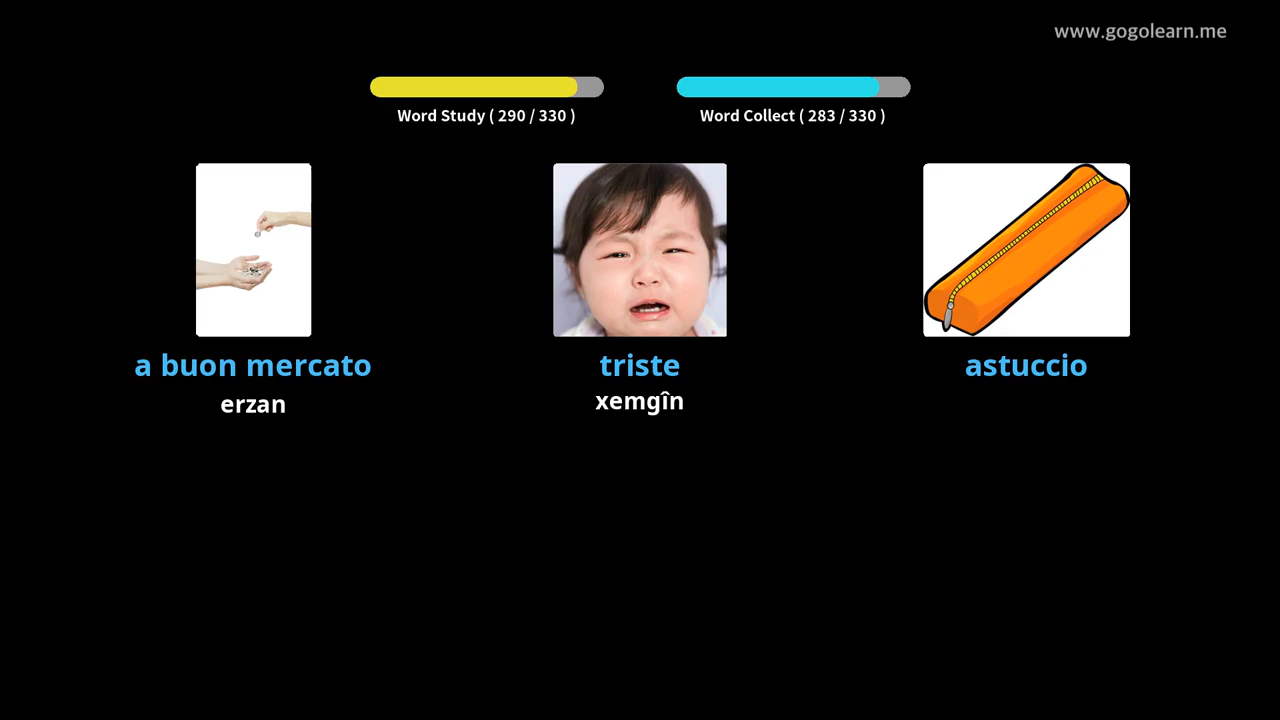 www.gogolearn.me
Word Study ( 290 / 330 )
Word Collect ( 283 / 330 )
a buon mercato
erzan
triste
xemgîn
astuccio